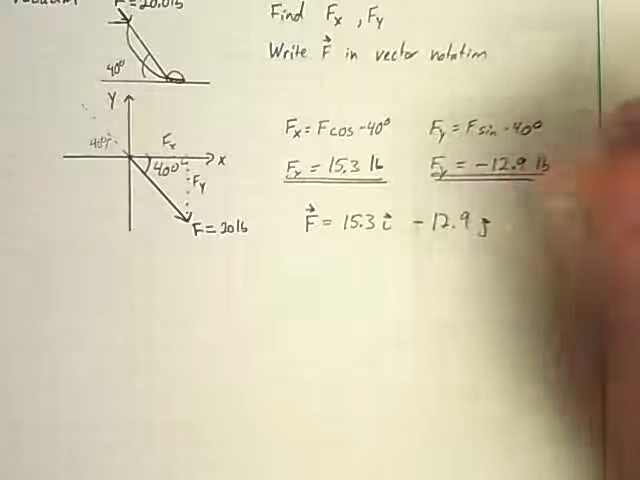 F = 20.0 lb
Find Fx , Fy
Write F⃗ in vector notation
40°
Y
Fx = F cos -40° Fy = F sin -40°
40° Fx
X
40° Fy
Fx = 15.3 lb Fy = -12.9 lb
F = 20 lb
F⃗ = 15.3 i - 12.9 j